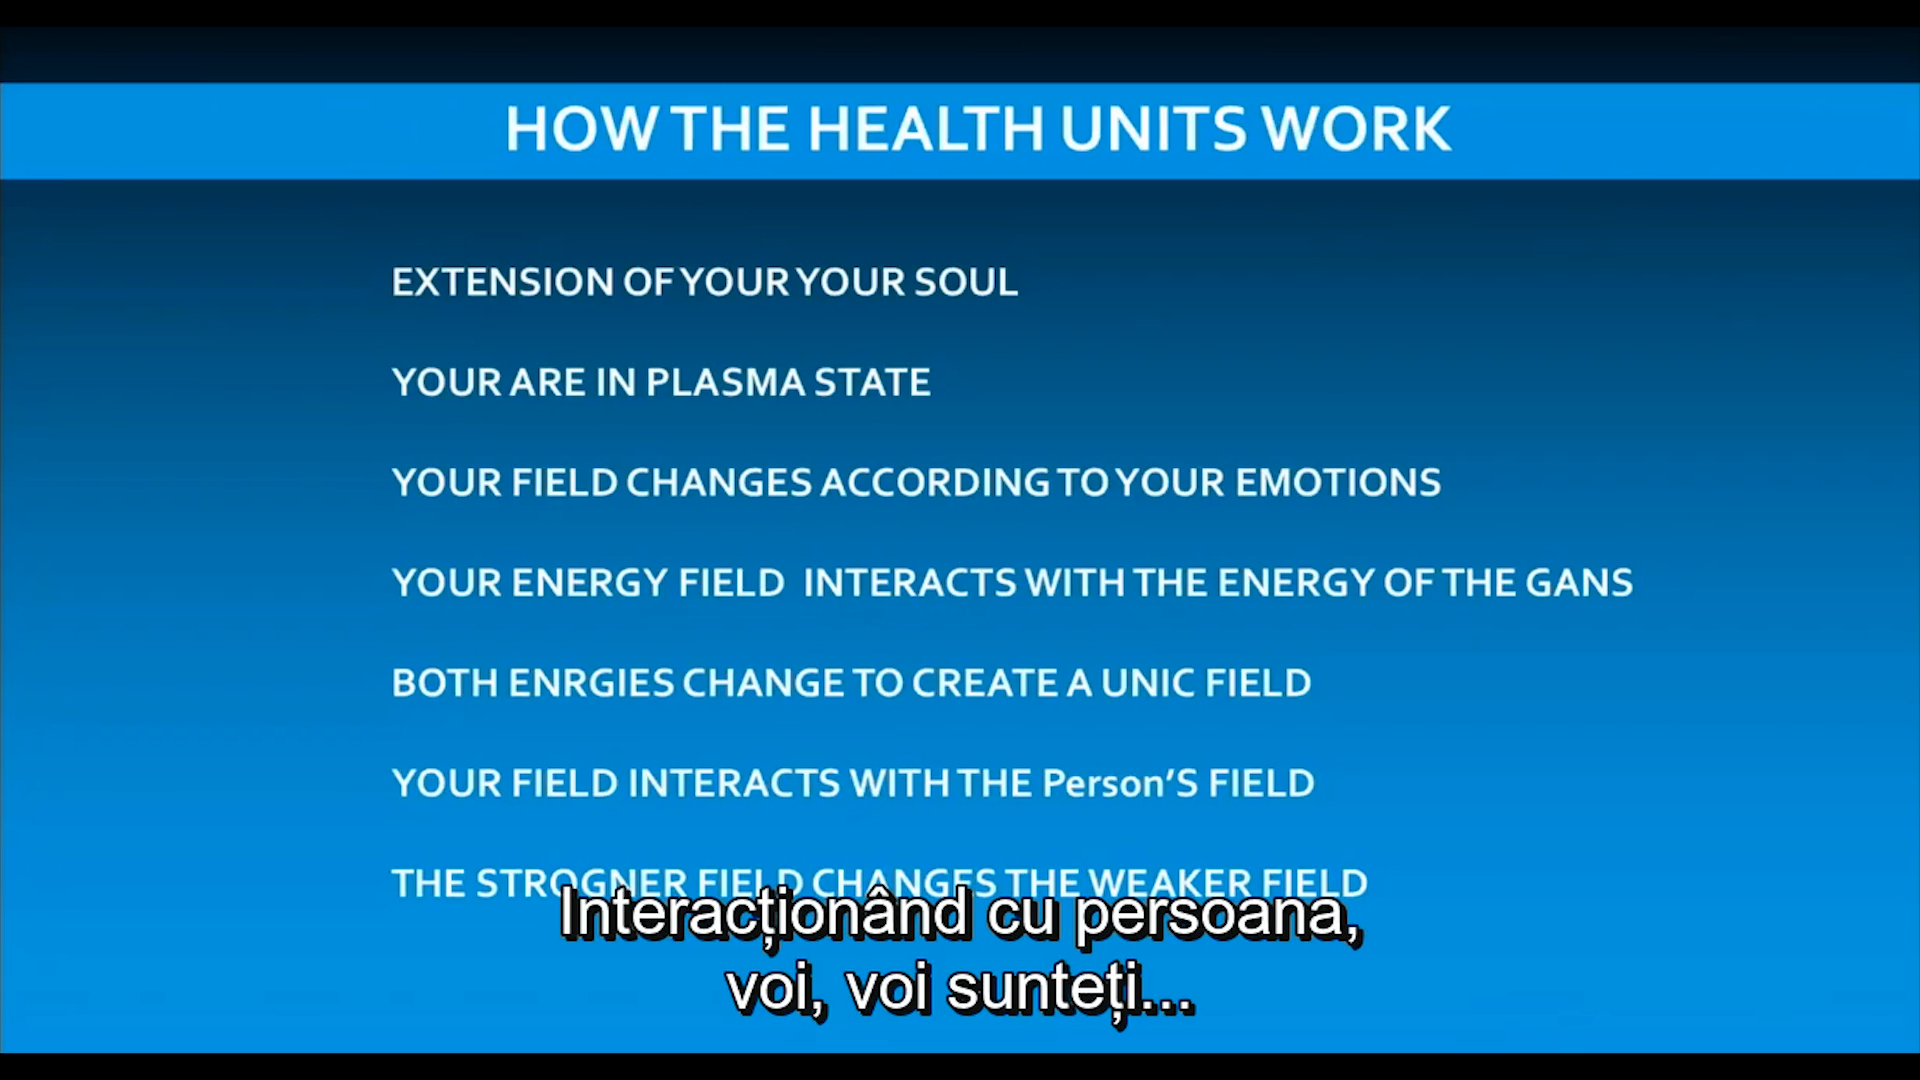 HOW THE HEALTH UNITS WORK
EXTENSION OF YOUR YOUR SOUL
YOUR ARE IN PLASMA STATE
YOUR FIELD CHANGES ACCORDING TO YOUR EMOTIONS
YOUR ENERGY FIELD INTERACTS WITH THE ENERGY OF THE GANS
BOTH ENRGIES CHANGE TO CREATE A UNIC FIELD
YOUR FIELD INTERACTS WITH THE Person'S FIELD
THE STROGNER FIELD CHANGES THE WEAKER FIELD
Interacționând cu persoana,
voi, voi sunteți...